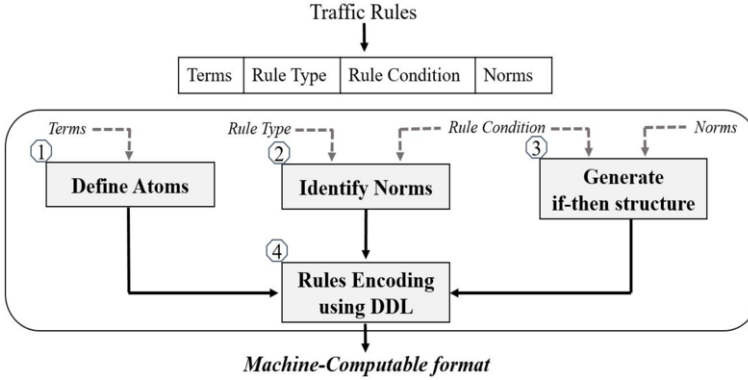 Traffic Rules
Terms Rule Type Rule Condition Norms
Terms Rule Type Rule Condition Norms
1 2 3
Define Atoms Identify Norms Generate
if-then structure
4
Rules Encoding
using DDL
Machine-Computable format